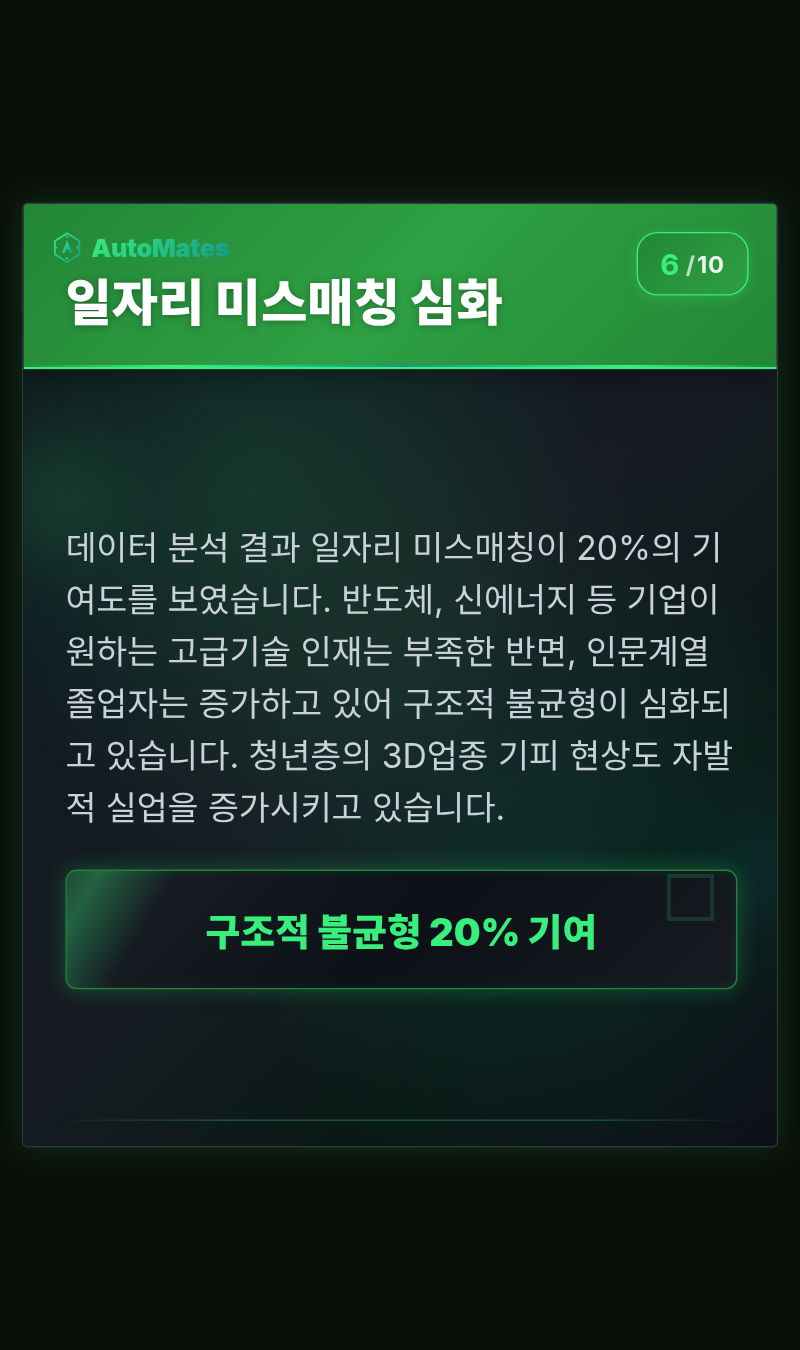 AutoMates
6 /10
일자리 미스매칭 심화
데이터 분석 결과 일자리 미스매칭이 20%의 기
여도를 보였습니다. 반도체, 신에너지 등 기업이
원하는 고급기술 인재는 부족한 반면, 인문계열
졸업자는 증가하고 있어 구조적 불균형이 심화되
고 있습니다. 청년층의 3D업종 기피 현상도 자발
적 실업을 증가시키고 있습니다.
구조적 불균형 20% 기여